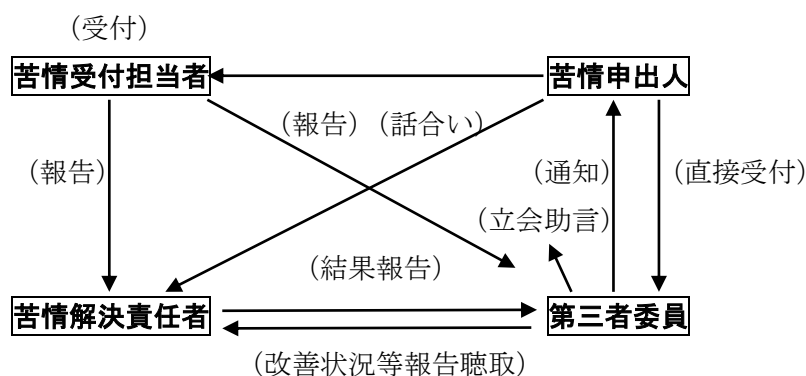 （受付）
苦情受付担当者
苦情申出人
（報告）（話合い）
（報告）
（通知）
（直接受付）
（立会助言）
（結果報告）
苦情解決責任者
第三者委員
（改善状況等報告聴取）